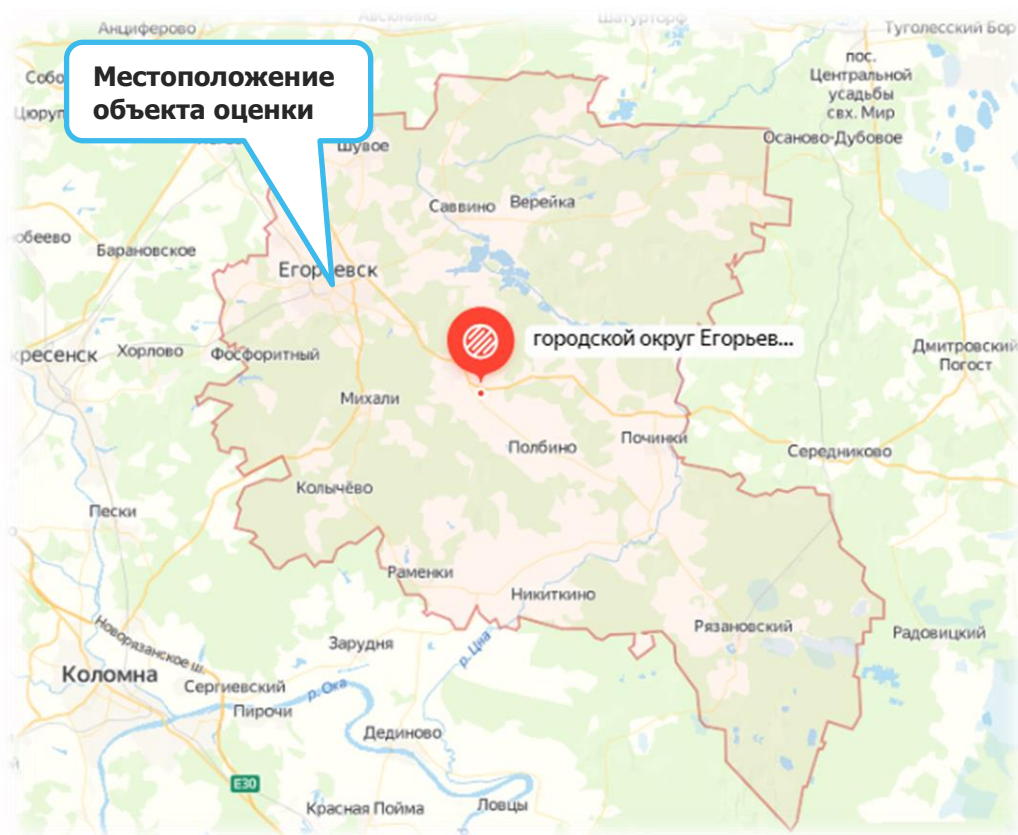 Анциферово
Авсюнино
Шатурторф
Туголесский Бор
Местоположение
объекта оценки
пос.
Центральной
усадьбы
свх. Мир
Осаново-Дубовое
Шувое
Саввино
Верейка
Барановское
Егорьевск
городской округ Егорьев...
Хорлово
Фосфоритный
Дмитровский
Погост
Михали
Полбино
Починки
Середниково
Колычёво
Пески
Раменки
Никиткино
Рязановский
Радовицкий
Новорязанское ш.
Зарудня
р. Цна
Коломна
Сергиевский
р. Ока
Пирочи
Дединово
E30
Красная Пойма
Ловцы